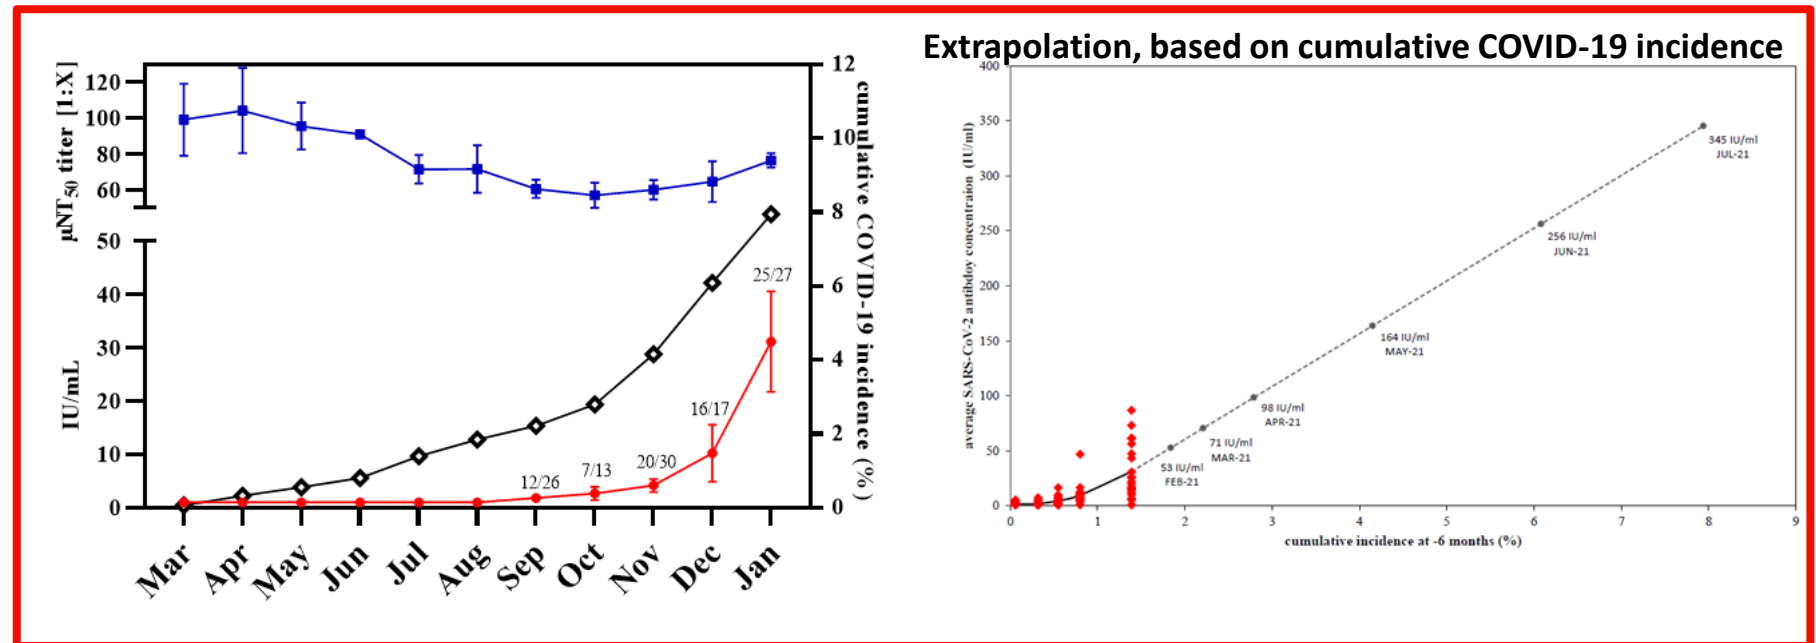 Extrapolation, based on cumulative COVID-19 incidence
µNT50 titer [1:X]
120
100
80
60
IU/mL
50
40
30
20
10
0
12
10
8
6
4
2
0
cumulative COVID-19 incidence (%)
12/26
7/13
20/30
16/17
25/27
Mar
Apr
May
Jun
Jul
Aug
Sep
Oct
Nov
Dec
Jan
average SARS-CoV-2 antibdoy concentraion (IU/ml)
400
350
300
250
200
150
100
50
0
345 IU/ml
JUL-21
256 IU/ml
JUN-21
164 IU/ml
MAY-21
98 IU/ml
APR-21
71 IU/ml
MAR-21
53 IU/ml
FEB-21
0
1
2
3
4
5
6
7
8
9
cumulative incidence at -6 months (%)